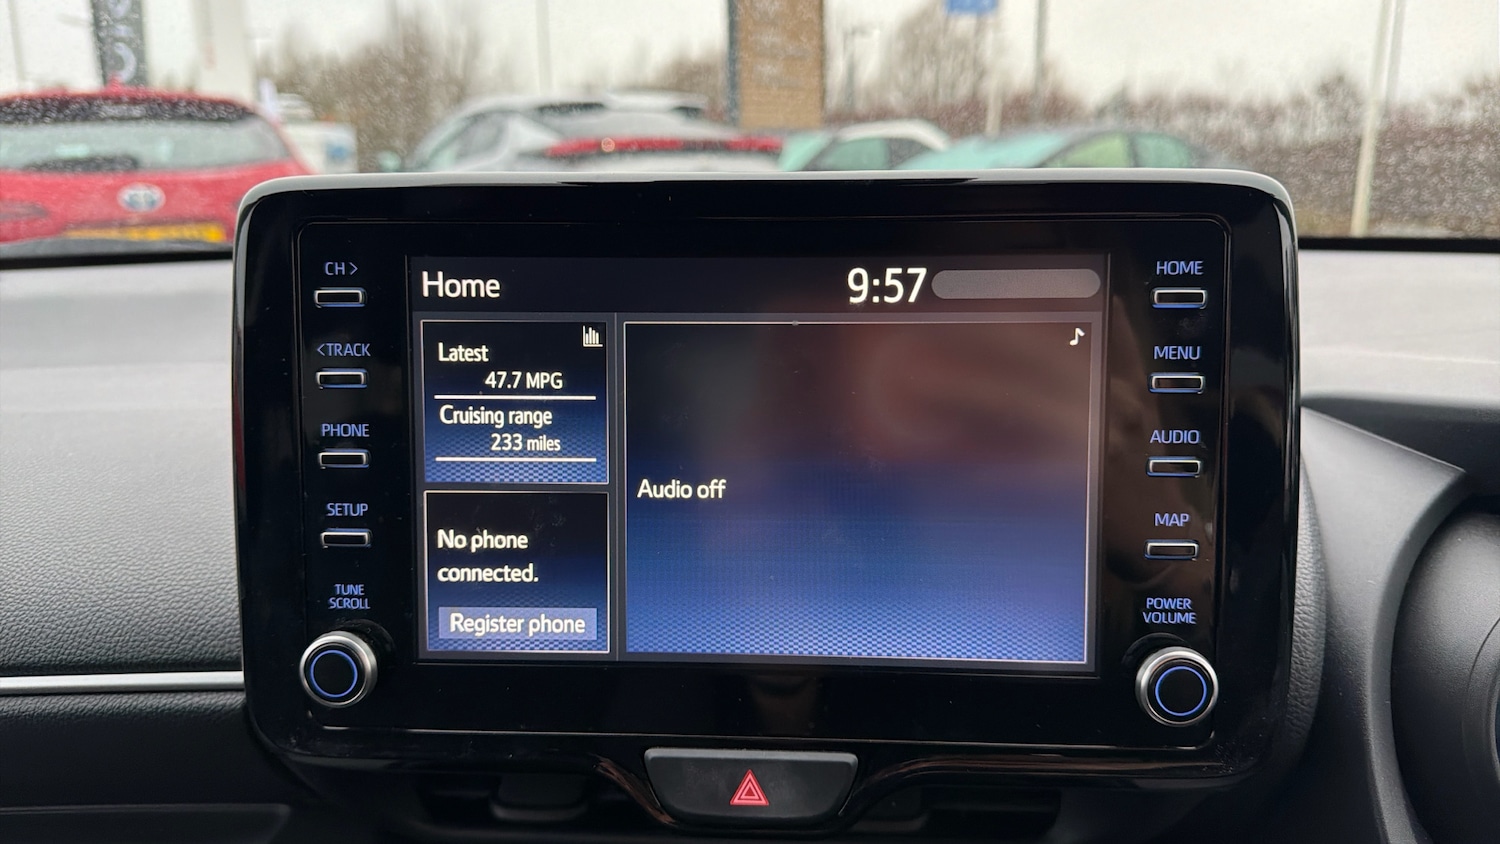 CH>
<TRACK
PHONE
SETUP
TUNE
SCROLL
Home
9:57
Latest
47.7 MPG
Cruising range
233 miles
No phone
connected.
Register phone
Audio off
HOME
MENU
AUDIO
MAP
POWER
VOLUME